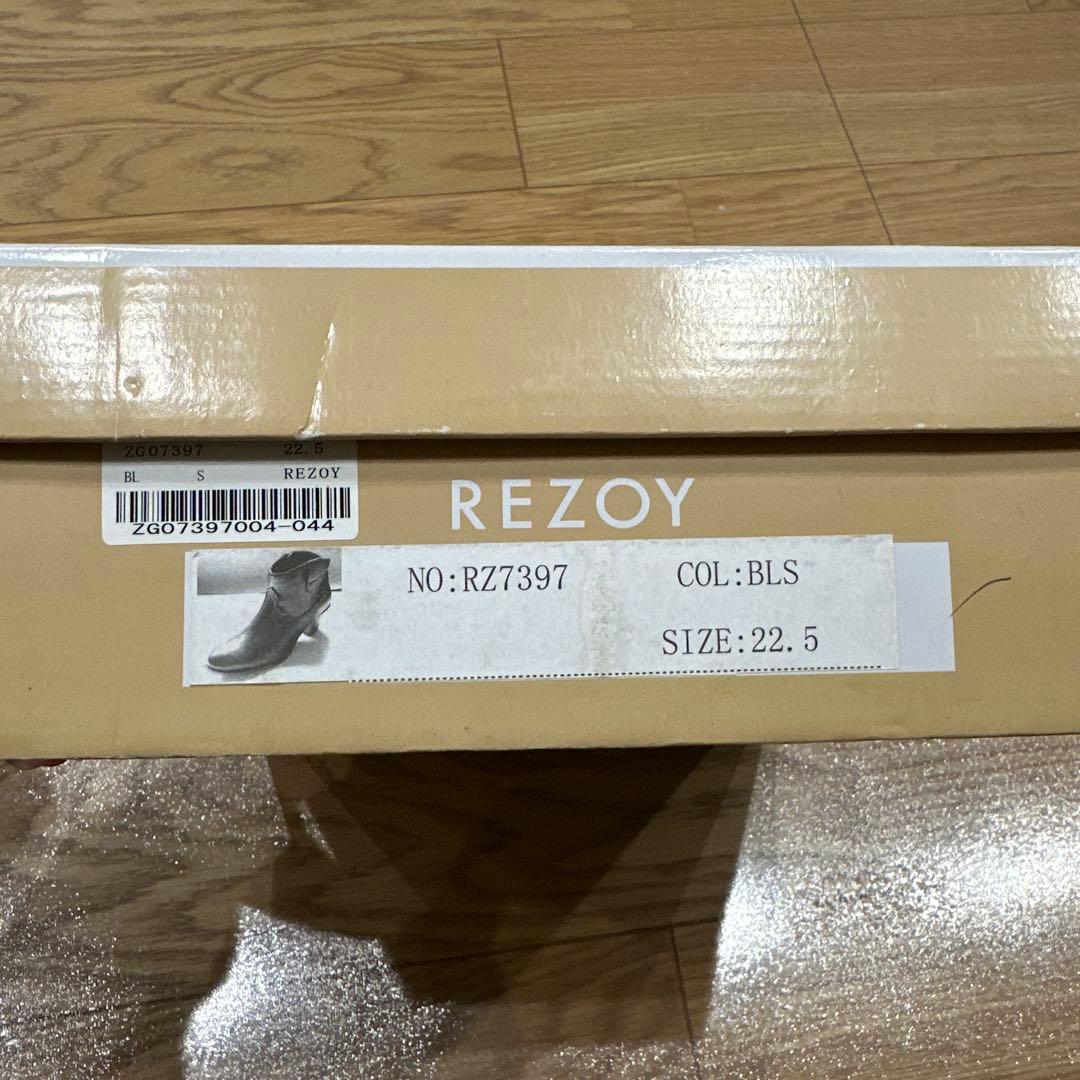 ZG07397 22.5
BL S REZOY
ZG07397004-044
REZOY
NO:RZ7397 COL:BLS
SIZE:22.5